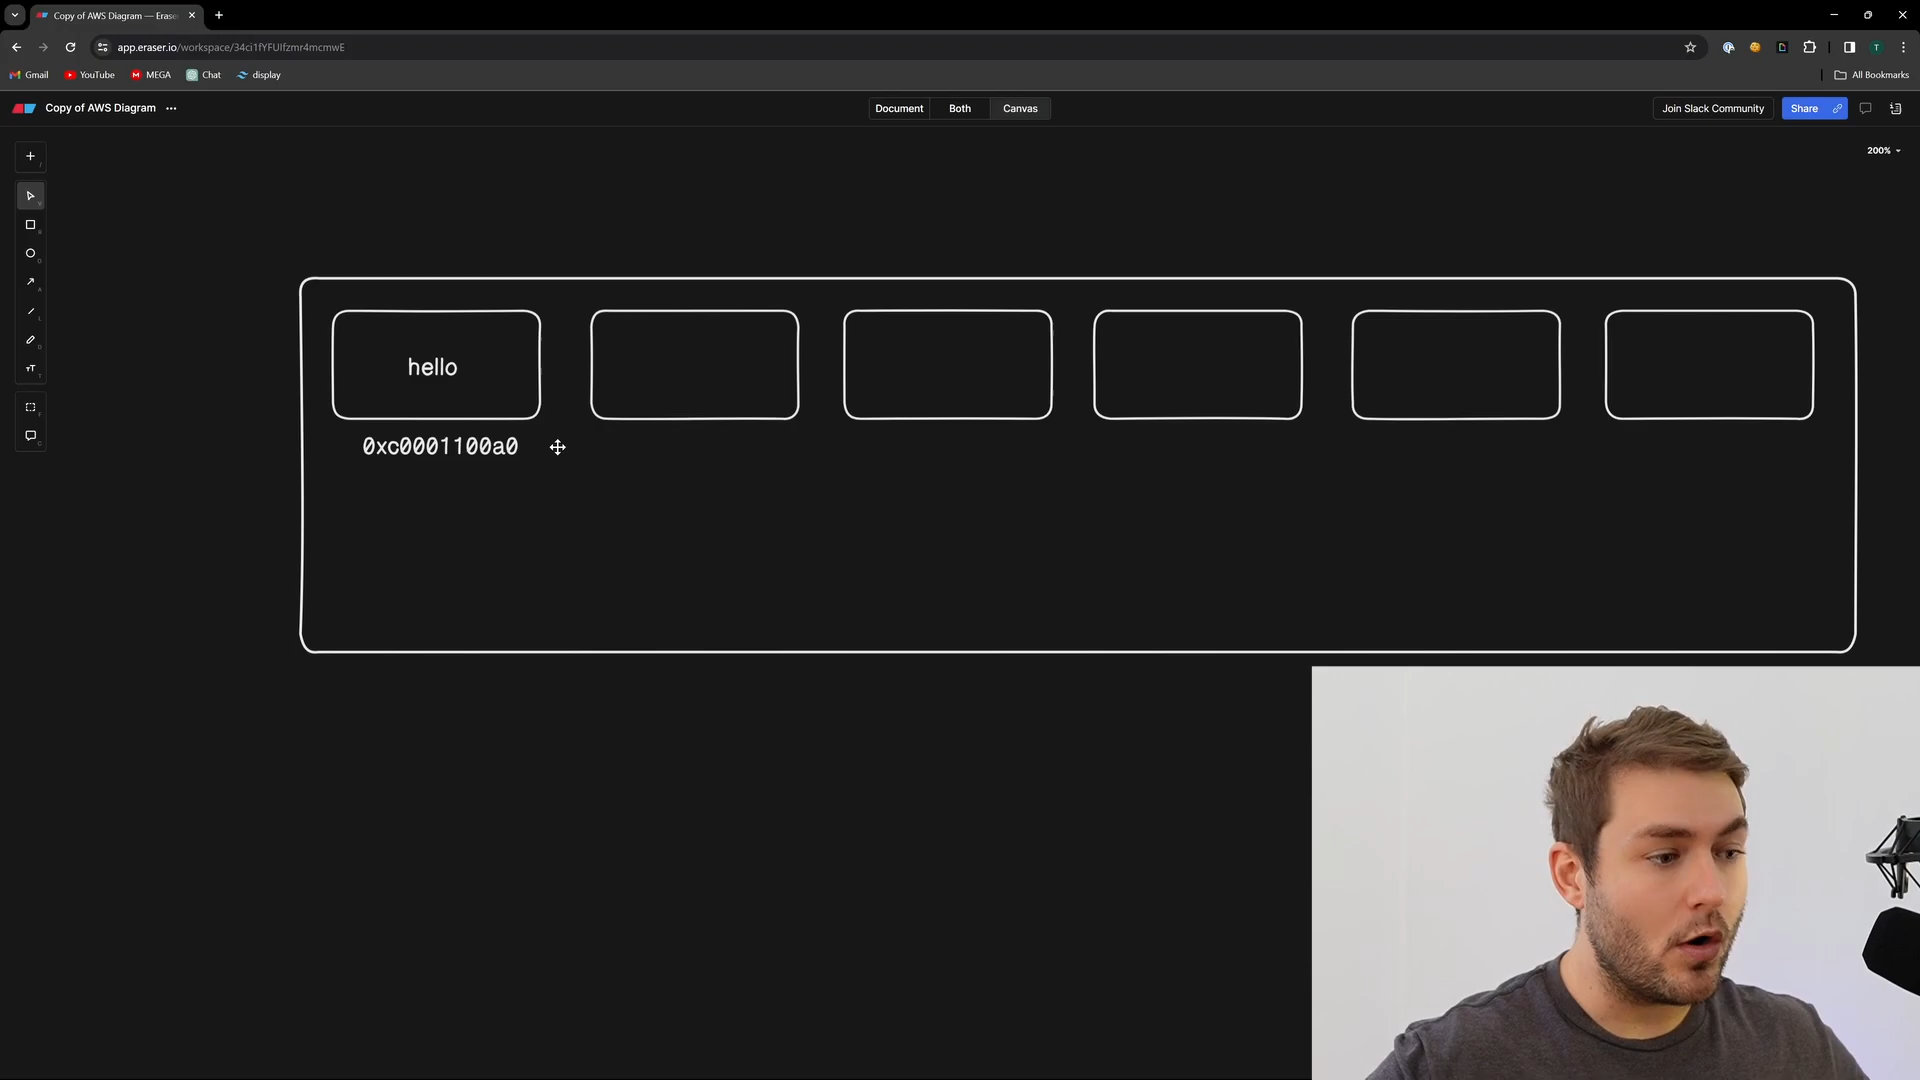 Copy of AWS Diagram — Eraser
app.eraser.io/workspace/34ci1fYFUIfzmr4mcmwE
Gmail
YouTube
MEGA
Chat
display
All Bookmarks
Copy of AWS Diagram
Document
Both
Canvas
Join Slack Community
Share
200%
hello
0xc0001100a0